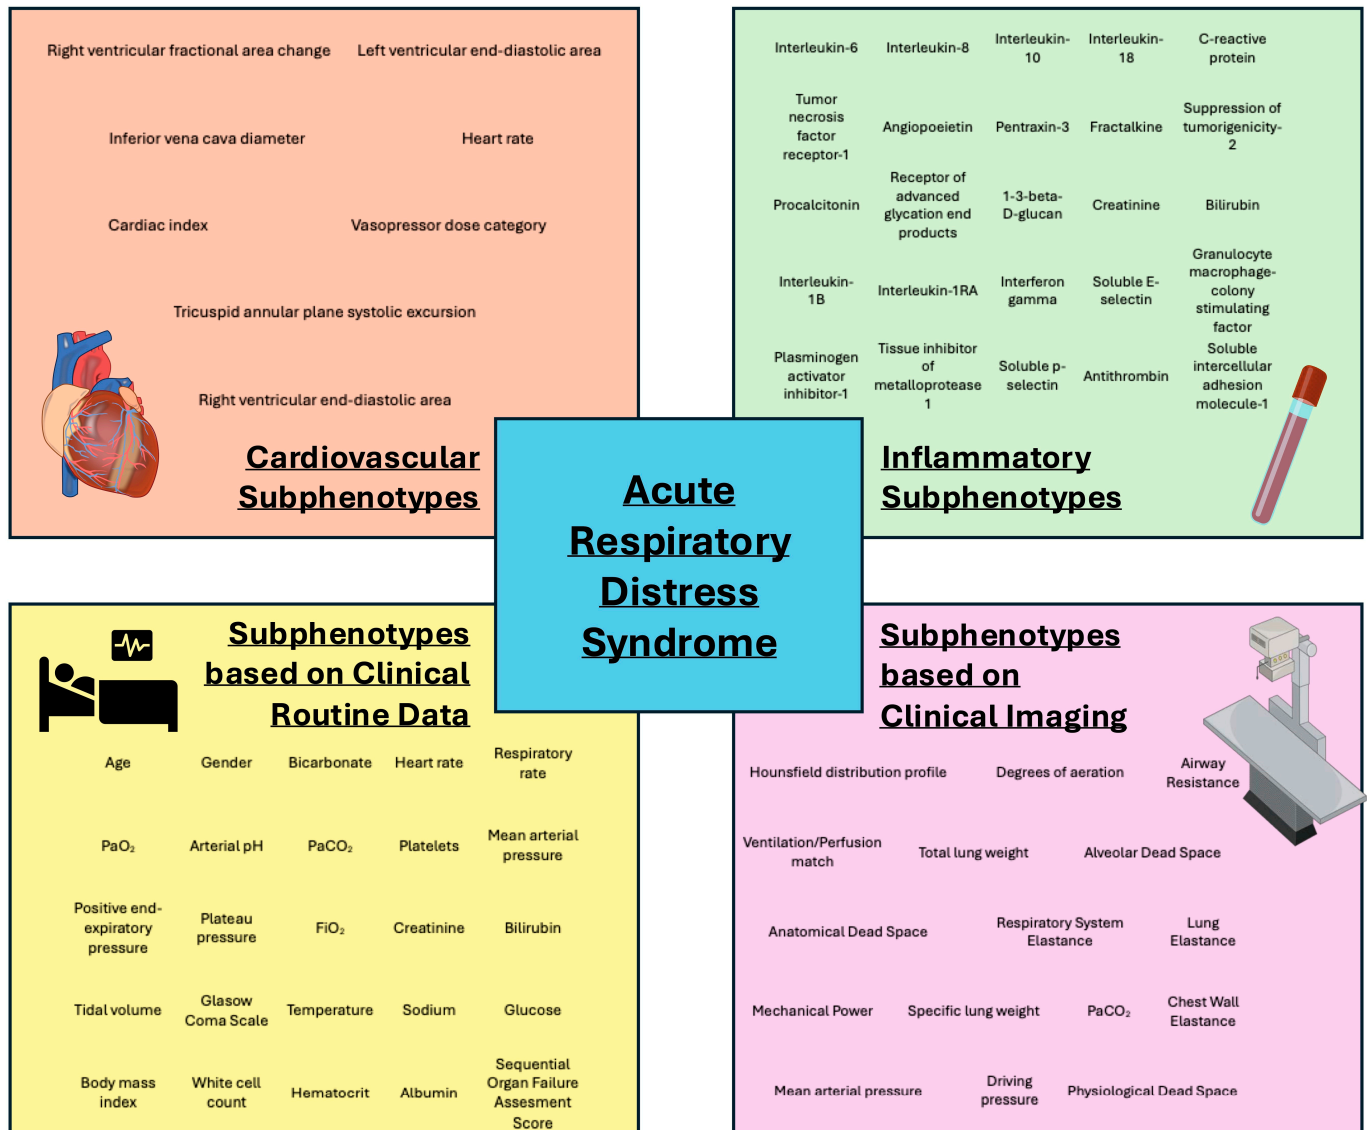 Right ventricular fractional area change
Left ventricular end-diastolic area
Inferior vena cava diameter
Heart rate
Cardiac index
Vasopressor dose category
Tricuspid annular plane systolic excursion
Right ventricular end-diastolic area
Cardiovascular
Subphenotypes
Interleukin-6
Interleukin-8
Interleukin-
10
Interleukin-
18
C-reactive
protein
Tumor
necrosis
factor
receptor-1
Angiopoeietin
Pentraxin-3
Fractalkine
Suppression of
tumorigenicity-
2
Procalcitonin
Receptor of
advanced
glycation end
products
1-3-beta-
D-glucan
Creatinine
Bilirubin
Interleukin-
1B
Interleukin-1RA
Interferon
gamma
Soluble E-
selectin
Granulocyte
macrophage-
colony
stimulating
factor
Plasminogen
activator
inhibitor-1
Tissue inhibitor
of
metalloprotease
1
Soluble p-
selectin
Antithrombin
Soluble
intercellular
adhesion
molecule-1
Inflammatory
Subphenotypes
Acute
Respiratory
Distress
Syndrome
Subphenotypes
based on Clinical
Routine Data
Age
Gender
Bicarbonate
Heart rate
Respiratory
rate
PaO₂
Arterial pH
PaCO₂
Platelets
Mean arterial
pressure
Positive end-
expiratory
pressure
Plateau
pressure
FiO₂
Creatinine
Bilirubin
Tidal volume
Glasow
Coma Scale
Temperature
Sodium
Glucose
Body mass
index
White cell
count
Hematocrit
Albumin
Sequential
Organ Failure
Assesment
Score
Subphenotypes
based on
Clinical Imaging
Hounsfield distribution profile
Degrees of aeration
Airway
Resistance
Ventilation/Perfusion
match
Total lung weight
Alveolar Dead Space
Anatomical Dead Space
Respiratory System
Elastance
Lung
Elastance
Mechanical Power
Specific lung weight
PaCO₂
Chest Wall
Elastance
Mean arterial pressure
Driving
pressure
Physiological Dead Space